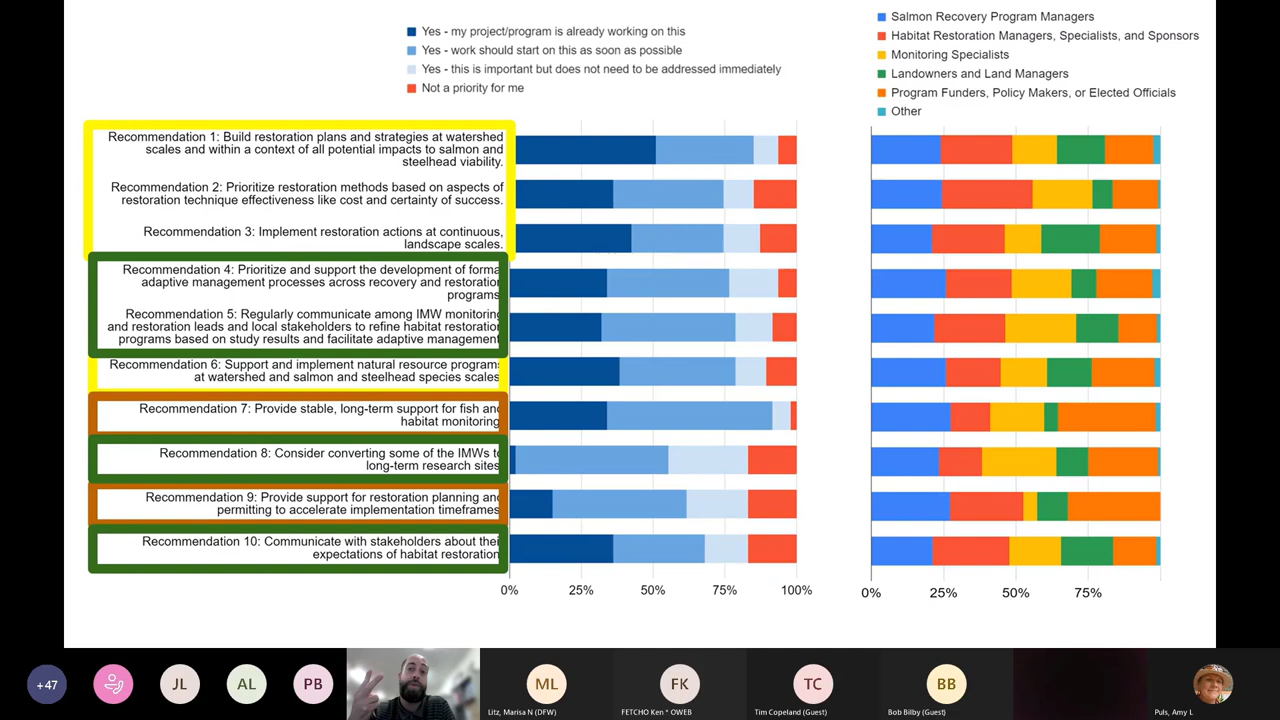 Yes - my project/program is already working on this
Yes - work should start on this as soon as possible
Yes - this is important but does not need to be addressed immediately
Not a priority for me
Salmon Recovery Program Managers
Habitat Restoration Managers, Specialists, and Sponsors
Monitoring Specialists
Landowners and Land Managers
Program Funders, Policy Makers, or Elected Officials
Other
Recommendation 1: Build restoration plans and strategies at watershed
scales and within a context of all potential impacts to salmon and
steelhead viability.
Recommendation 2: Prioritize restoration methods based on aspects of
restoration technique effectiveness like cost and certainty of success.
Recommendation 3: Implement restoration actions at continuous,
landscape scales.
Recommendation 4: Prioritize and support the development of forma
adaptive management processes across recovery and restoration
programs
Recommendation 5: Regularly communicate among IMW monitoring
and restoration leads and local stakeholders to refine habitat restoration
programs based on study results and facilitate adaptive management
Recommendation 6: Support and implement natural resource programs
at watershed and salmon and steelhead species scales
Recommendation 7: Provide stable, long-term support for fish and
habitat monitoring
Recommendation 8: Consider converting some of the IMWs to
long-term research sites
Recommendation 9: Provide support for restoration planning and
permitting to accelerate implementation timeframes
Recommendation 10: Communicate with stakeholders about their
expectations of habitat restoration
0% 25% 50% 75% 100%
0% 25% 50% 75%
+47 JL AL PB ML FK TC BB
Litz, Marisa N (DFW) FETCHO Ken * OWEB Tim Copeland (Guest) Bob Bilby (Guest) Puls, Amy L